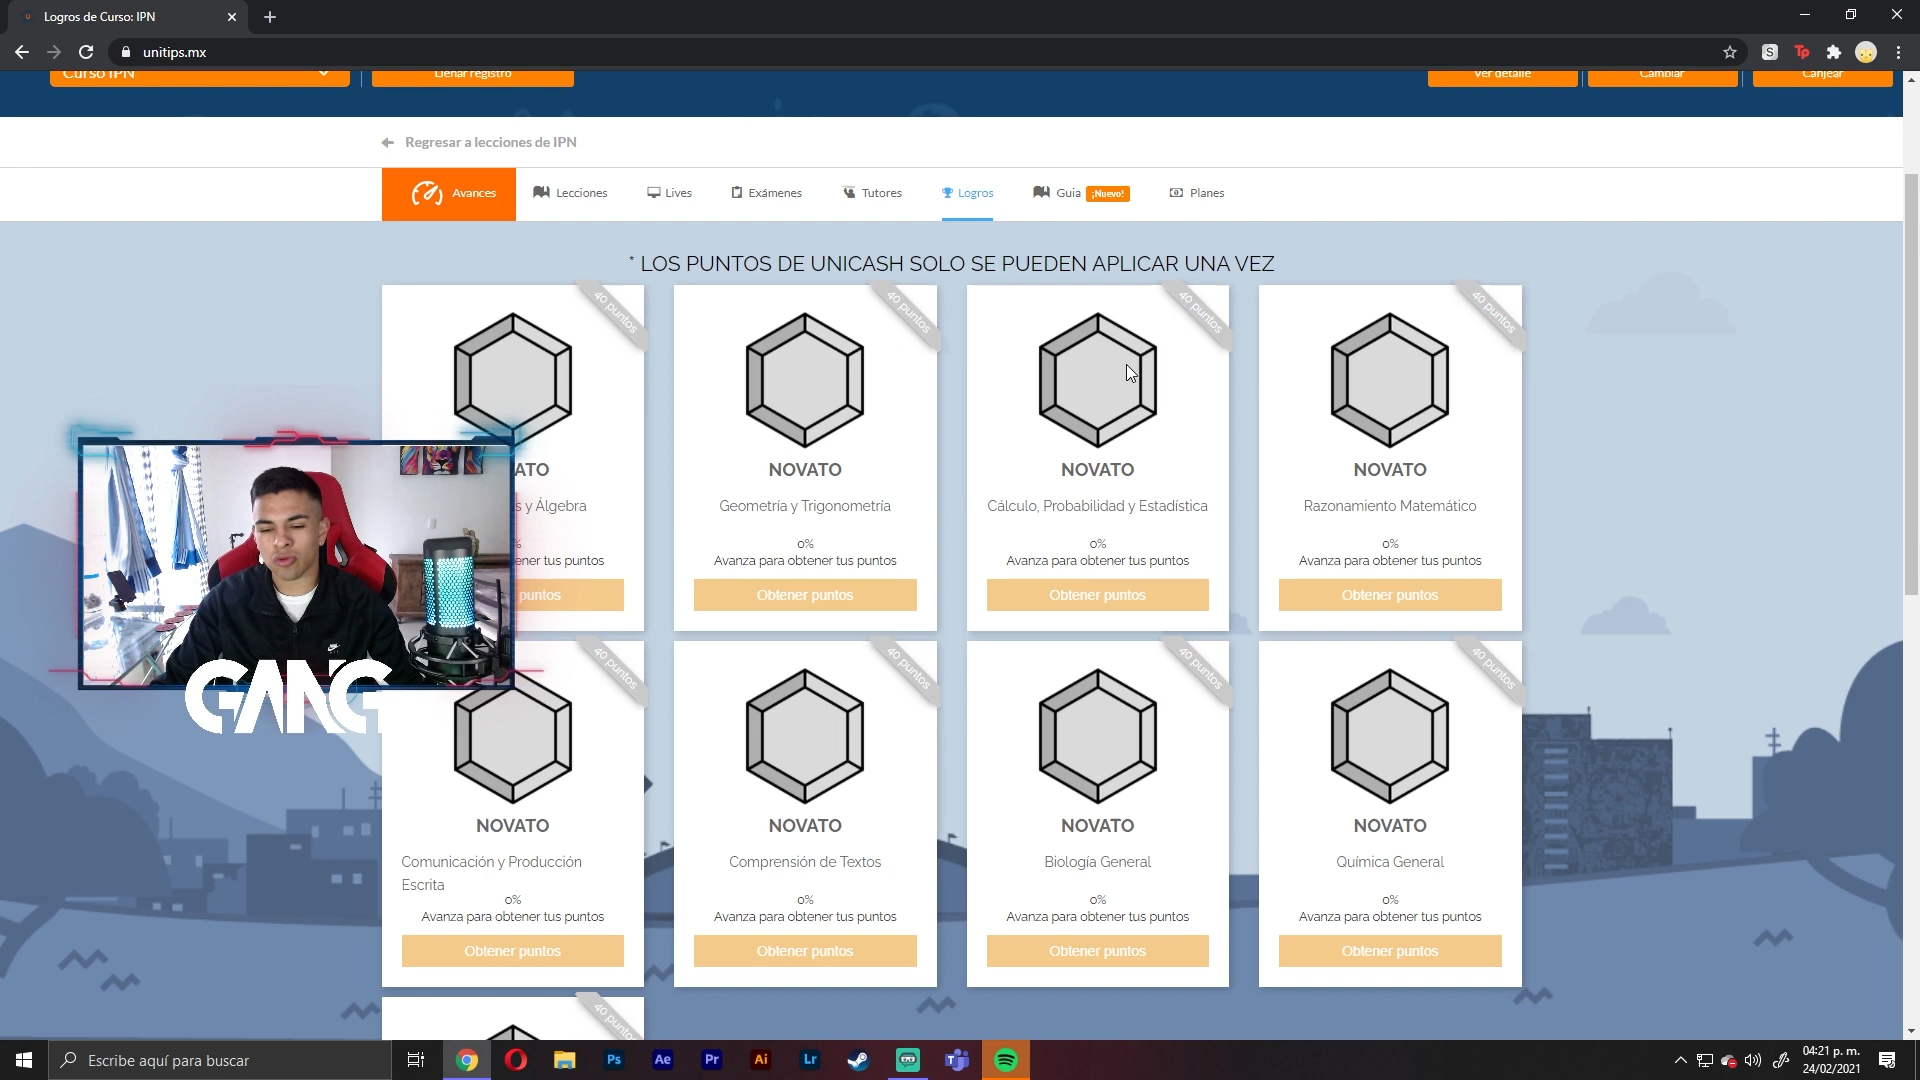 Logros de Curso: IPN
unitips.mx
Curso IPN
Llenar registro
Ver detalle
Cambiar
Canjear
Regresar a lecciones de IPN
Avances
Lecciones
Lives
Exámenes
Tutores
Logros
Guia ¡Nuevo!
Planes
* LOS PUNTOS DE UNICASH SOLO SE PUEDEN APLICAR UNA VEZ
40 puntos
40 puntos
40 puntos
40 puntos
ATO
NOVATO
NOVATO
NOVATO
s y Álgebra
Geometría y Trigonometría
Cálculo, Probabilidad y Estadística
Razonamiento Matemático
%
0%
0%
0%
ener tus puntos
Avanza para obtener tus puntos
Avanza para obtener tus puntos
Avanza para obtener tus puntos
puntos
Obtener puntos
Obtener puntos
Obtener puntos
GANG
40 puntos
40 puntos
40 puntos
40 puntos
NOVATO
NOVATO
NOVATO
NOVATO
Comunicación y Producción
Escrita
Comprensión de Textos
Biología General
Química General
0%
0%
0%
0%
Avanza para obtener tus puntos
Avanza para obtener tus puntos
Avanza para obtener tus puntos
Avanza para obtener tus puntos
Obtener puntos
Obtener puntos
Obtener puntos
Obtener puntos
40 puntos
Escribe aquí para buscar
Ps
Ae
Pr
Ai
Lr
04:21 p. m.
24/02/2021